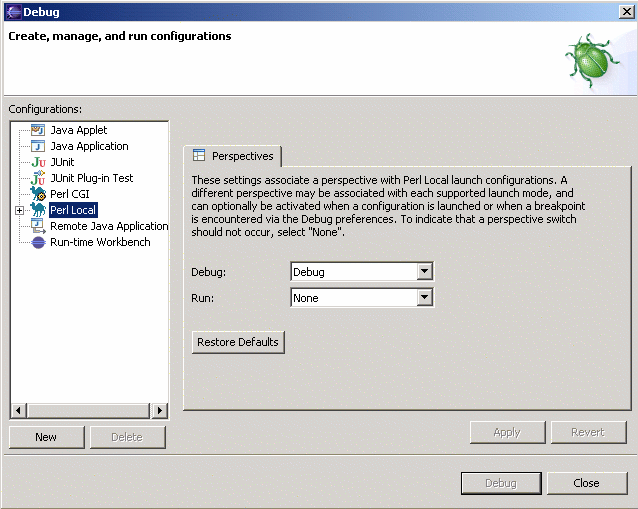 Debug
Create, manage, and run configurations
Configurations:
Java Applet
Java Application
JUnit
JUnit Plug-in Test
Perl CGI
Perl Local
Remote Java Application
Run-time Workbench
Perspectives
These settings associate a perspective with Perl Local launch configurations. A
different perspective may be associated with each supported launch mode, and
can optionally be activated when a configuration is launched or when a breakpoint
is encountered via the Debug preferences. To indicate that a perspective switch
should not occur, select "None".
Debug: Debug
Run: None
Restore Defaults
New Delete
Apply Revert
Debug Close